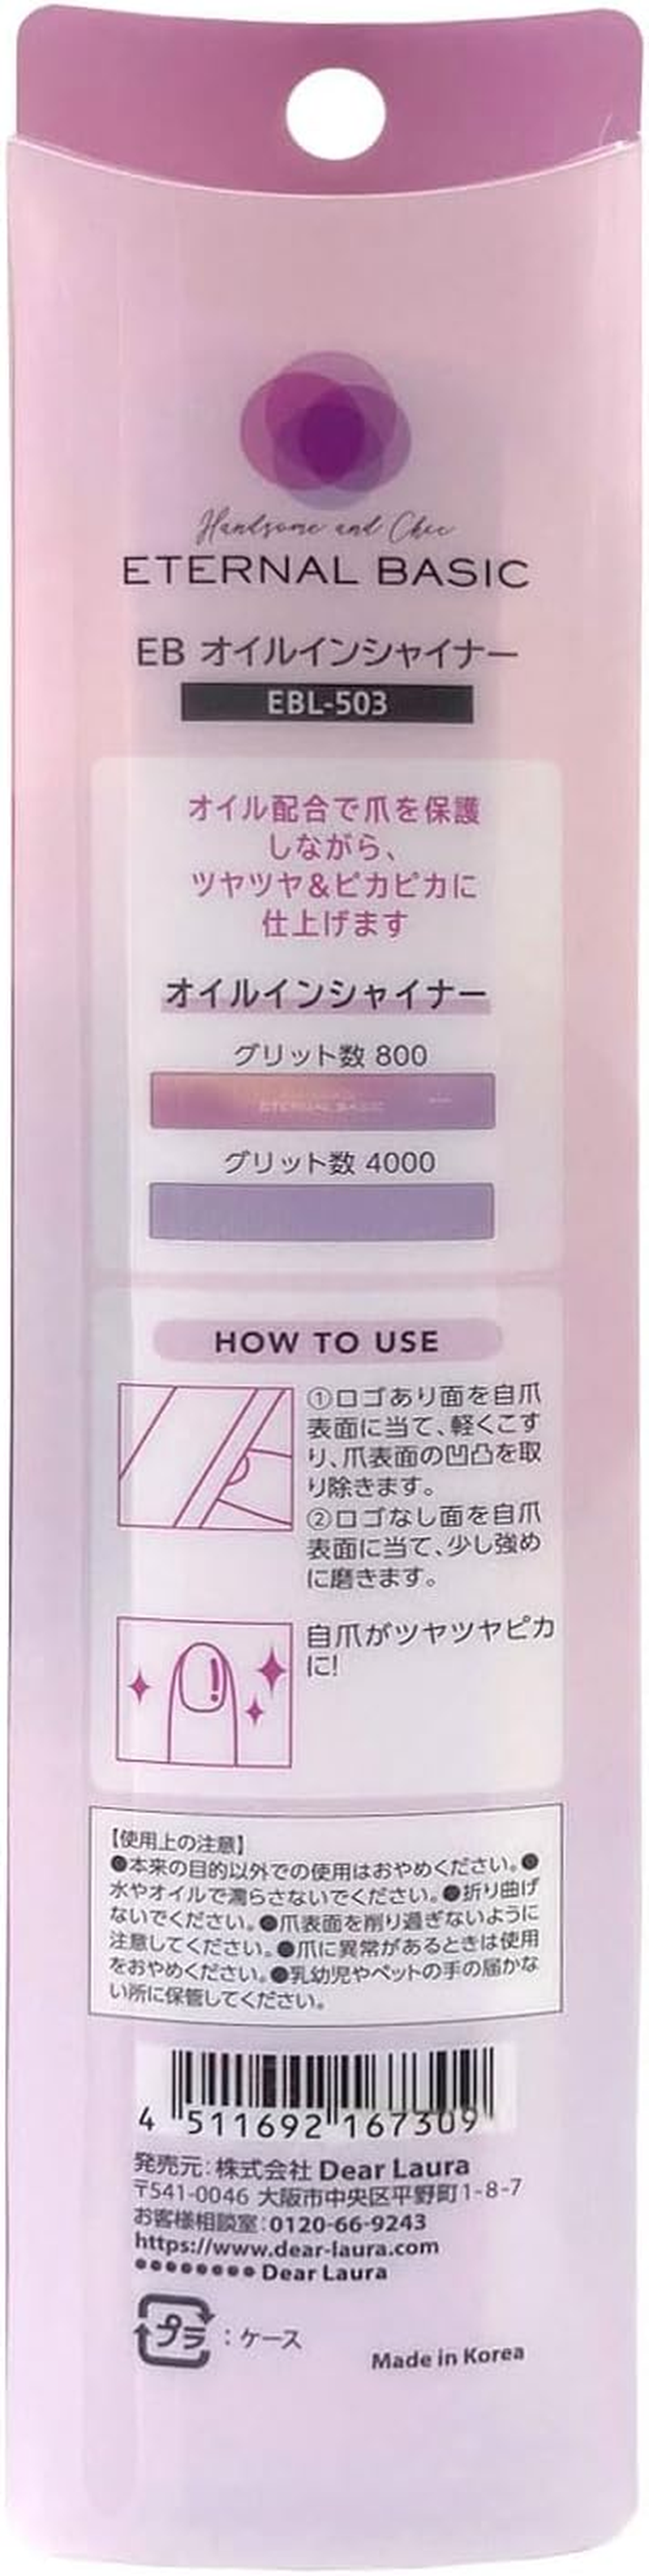 Handsome and Chic
ETERNAL BASIC
EB オイルインシャイナー
EBL-503
オイル配合で爪を保護
しながら、
ツヤツヤ&ピカピカに
仕上げます
オイルインシャイナー
グリット数 800
ETERNAL BASIC
グリット数 4000
HOW TO USE
①ロゴあり面を自爪
表面に当て、軽くこす
り、爪表面の凹凸を取
り除きます。
②ロゴなし面を自爪
表面に当て、少し強め
に磨きます。
自爪がツヤツヤピカ
に!
【使用上の注意】
●本来の目的以外での使用はおやめください。●
水やオイルで濡らさないでください。●折り曲げ
ないでください。●爪表面を削り過ぎないように
注意してください。●爪に異常があるときは使用
をおやめください。●乳幼児やペットの手の届かな
い所に保管してください。
4 511692 167309
発売元:株式会社 Dear Laura
〒541-0046 大阪市中央区平野町1-8-7
お客様相談室:0120-66-9243
https://www.dear-laura.com
●●●●●●●● Dear Laura
プラ : ケース
Made in Korea